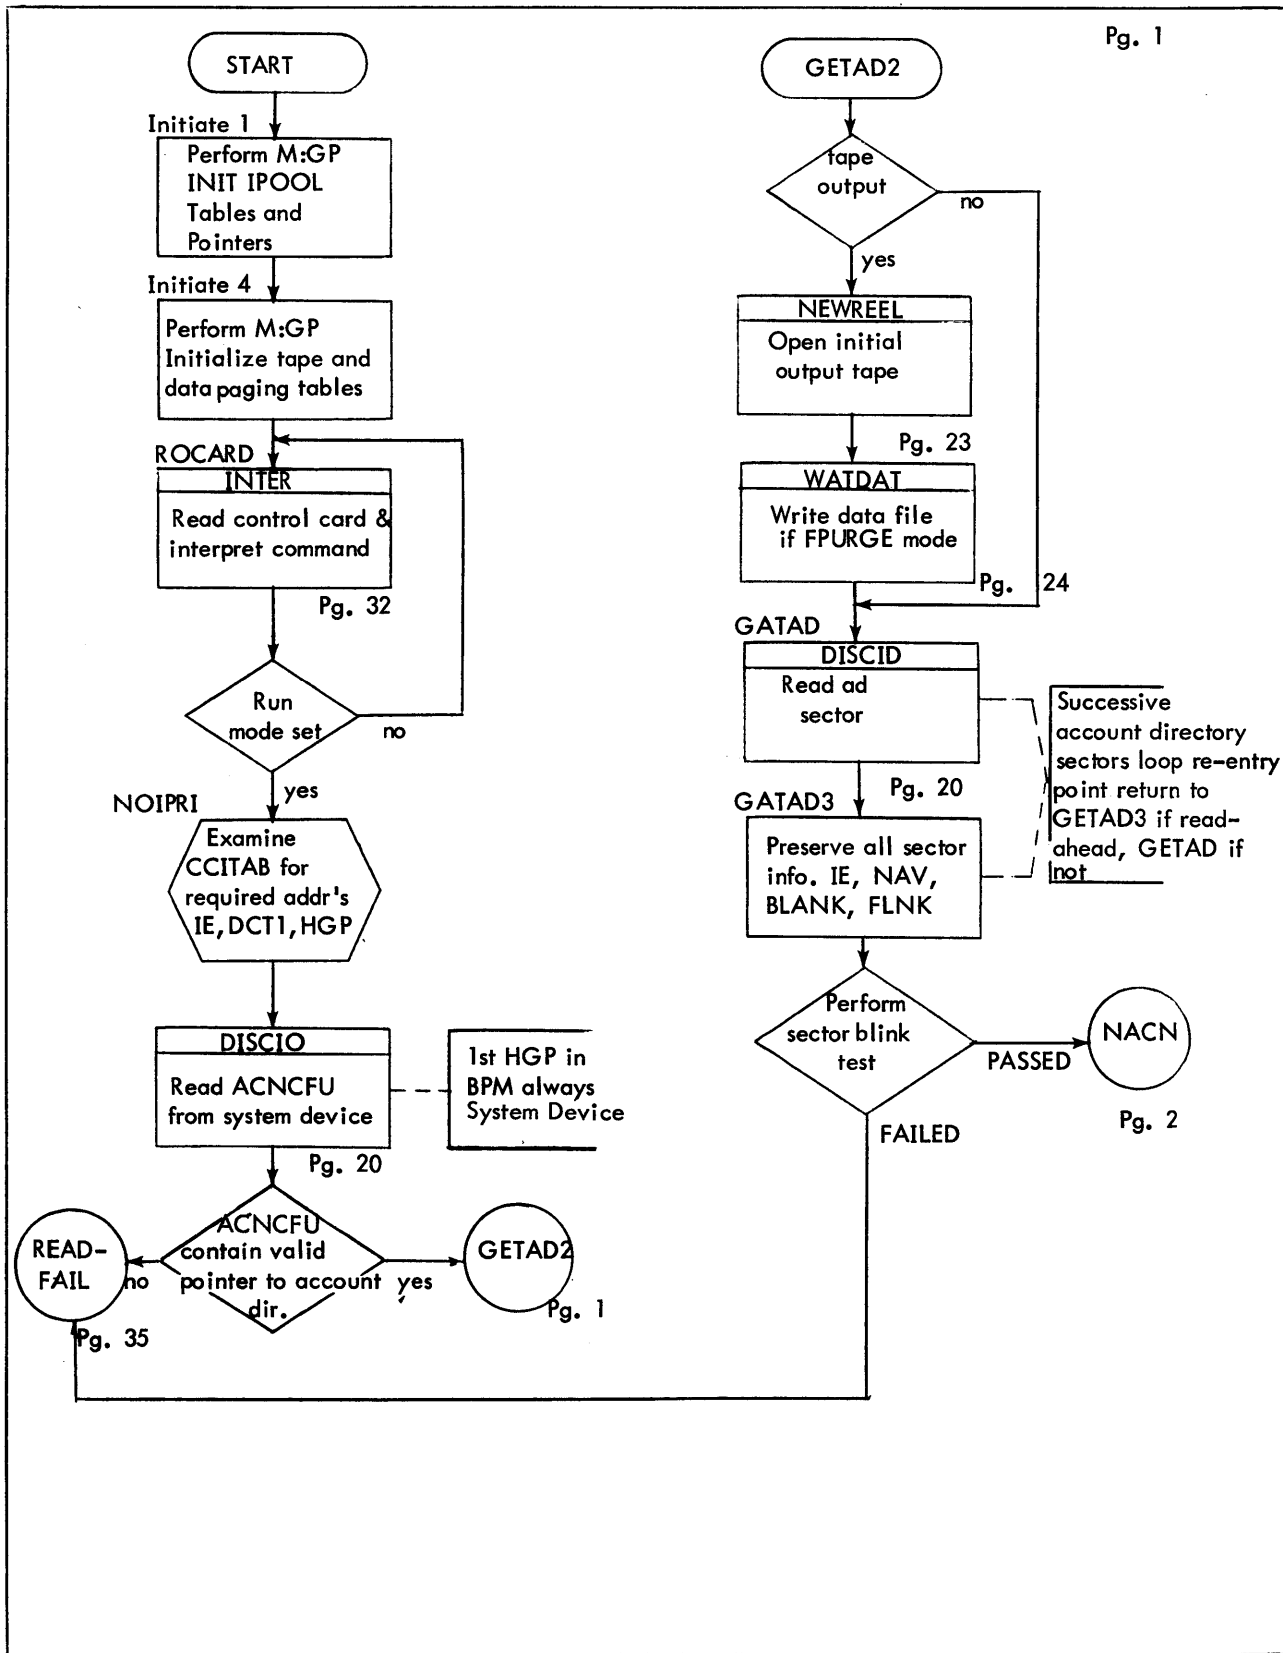 Pg. 1
START
Initiate 1
Perform M:GP
INIT IPOOL
Tables and
Pointers
Initiate 4
Perform M:GP
Initialize tape and
data paging tables
ROCARD
INTER
Read control card &
interpret command
Pg. 32
Run
mode set
no
yes
NOIPRI
Examine
CCITAB for
required addr's
IE, DCT1, HGP
DISCIO
Read ACNCFU
from system device
Pg. 20
1st HGP in
BPM always
System Device
ACNCFU
contain valid
pointer to account
dir.
no
yes
READ-
FAIL
Pg. 35
GETAD2
Pg. 1
GETAD2
tape
output
no
yes
NEWREEL
Open initial
output tape
Pg. 23
WATDAT
Write data file
if FPURGE mode
Pg. 24
GATAD
DISCID
Read ad
sector
Pg. 20
Successive
account directory
sectors loop re-entry
point return to
GETAD3 if read-
ahead, GETAD if
not
GATAD3
Preserve all sector
info. IE, NAV,
BLANK, FLNK
Perform
sector blink
test
PASSED
FAILED
NACN
Pg. 2